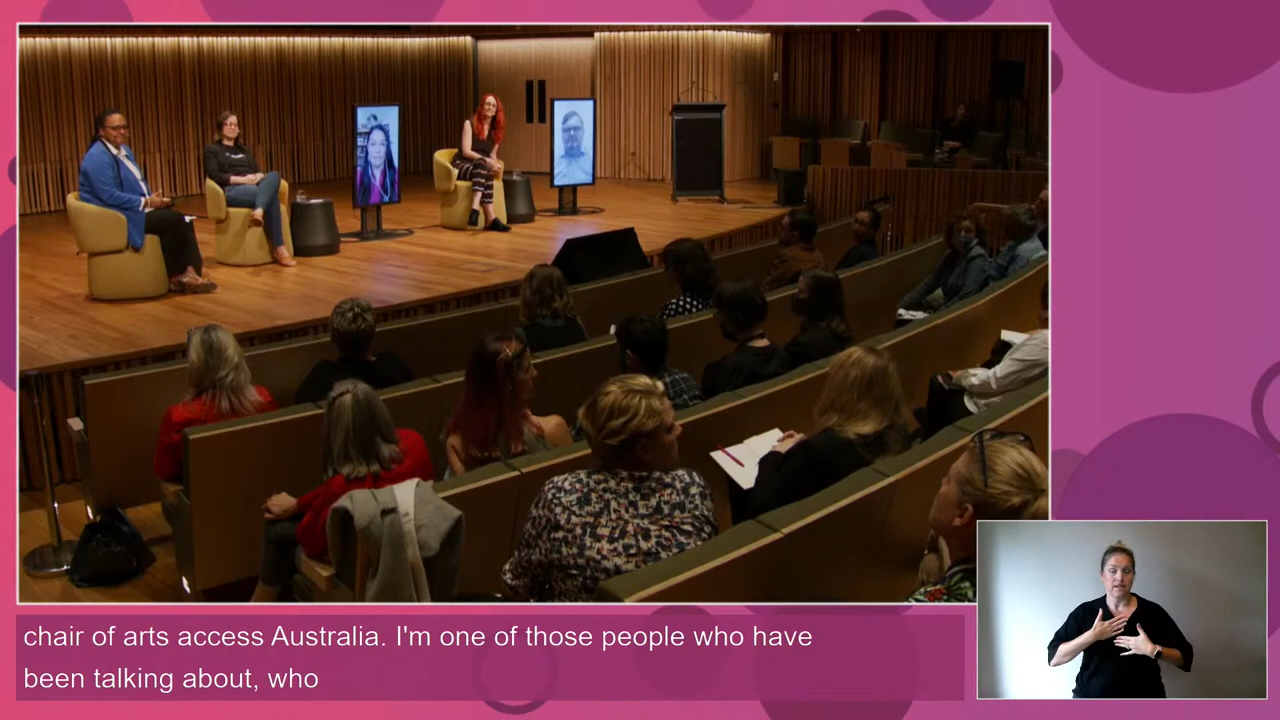 chair of arts access Australia. I'm one of those people who have
been talking about, who